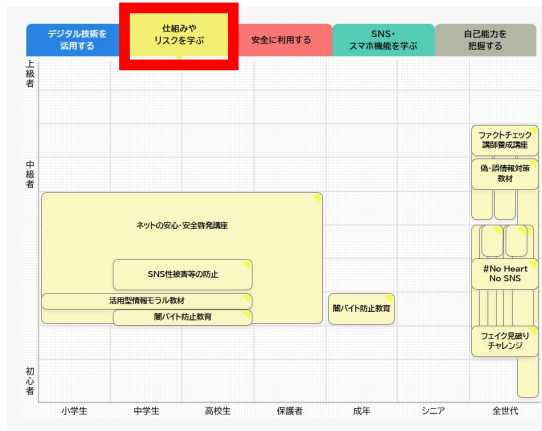 デジタル技術を
活用する
仕組みや
リスクを学ぶ
安全に利用する
SNS・
スマホ機能を学ぶ
自己能力を
把握する
上級者
ファクトチェック
講師養成講座
中級者
偽・誤情報対策
教材
ネットの安心・安全啓発講座
SNS性被害等の防止
#No Heart
No SNS
活用型情報モラル教材
闇バイト防止教育
闇バイト防止教育
フェイク見破り
チャレンジ
初心者
小学生
中学生
高校生
保護者
成年
シニア
全世代